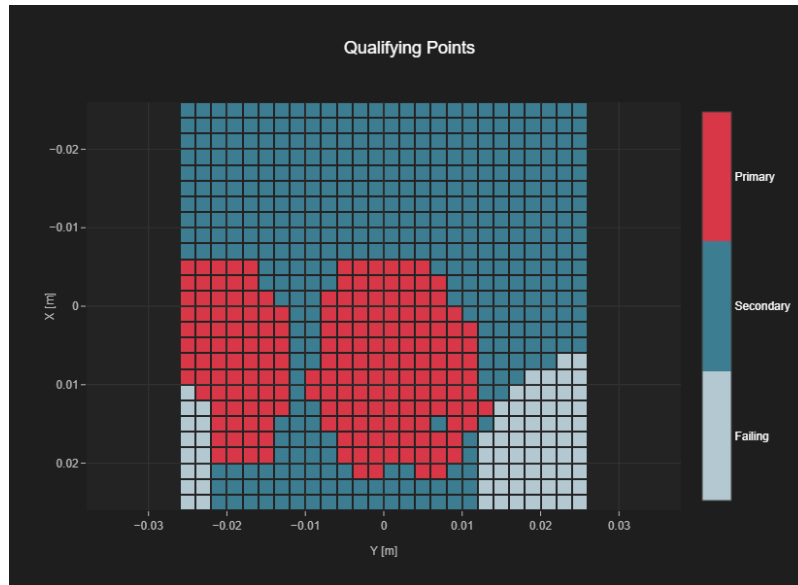 Qualifying Points
Primary
Secondary
Failing
−0.02
−0.01
0
0.01
0.02
X [m]
−0.03
−0.02
−0.01
0
0.01
0.02
0.03
Y [m]